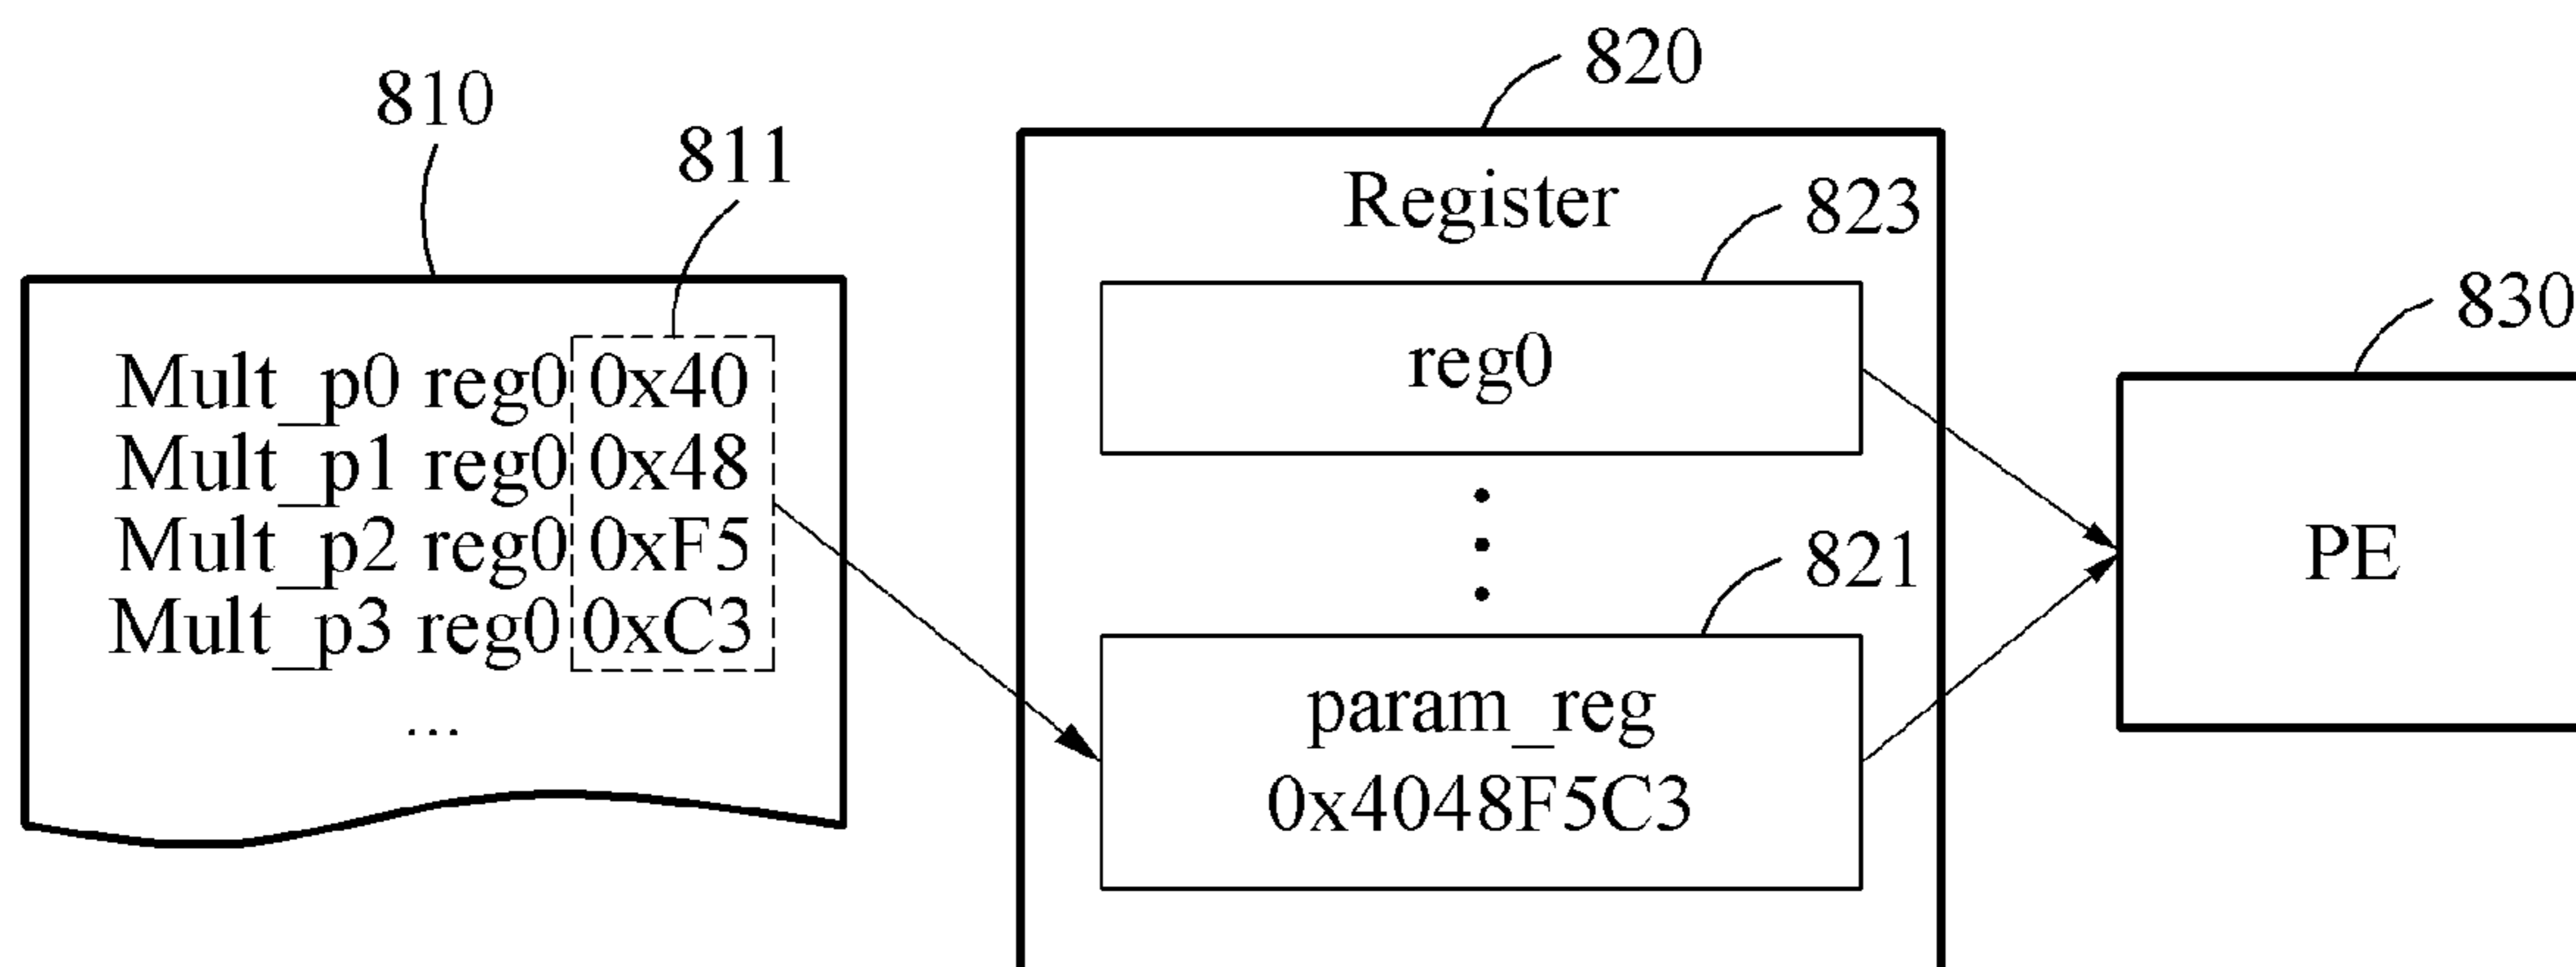 810
811
Mult_p0 reg0 0x40
Mult_p1 reg0 0x48
Mult_p2 reg0 0xF5
Mult_p3 reg0 0xC3
...
820
Register
823
reg0
821
param_reg
0x4048F5C3
830
PE